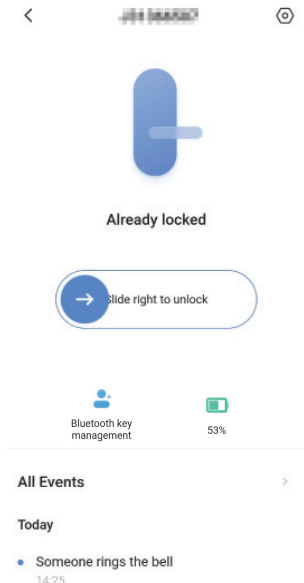 Already locked
Slide right to unlock
Bluetooth key
management
53%
All Events
Today
Someone rings the bell
14:25